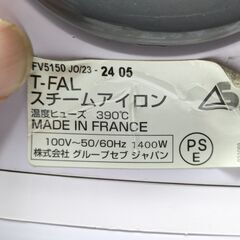 FV5150 JO/23- 24 05
T-FAL
スチームアイロン
温度ヒューズ 390℃
MADE IN FRANCE
100V~50/60Hz 1400W
株式会社 グループセブ ジャパン
PS
E